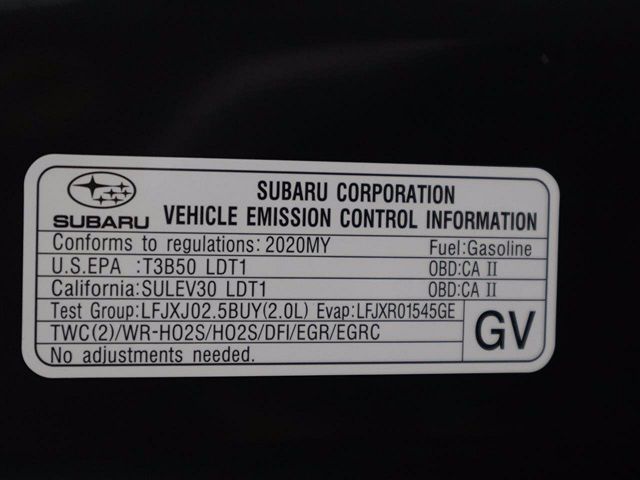 SUBARU CORPORATION
SUBARU VEHICLE EMISSION CONTROL INFORMATION
Conforms to regulations:2020MY Fuel:Gasoline
U.S.EPA :T3B50 LDT1 OBD:CA II
California:SULEV30 LDT1 OBD:CA II
Test Group:LFJXJ02.5BUY(2.0L) Evap:LFJXR01545GE
TWC(2)/WR-HO2S/HO2S/DFI/EGR/EGRC
No adjustments needed.
GV